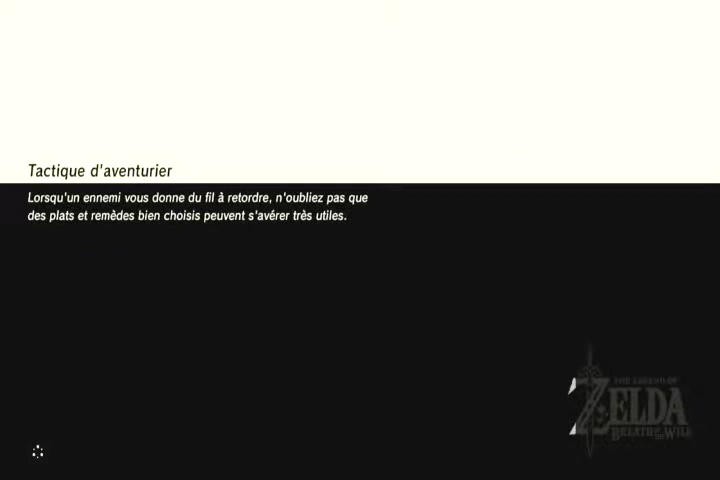 Tactique d'aventurier
Lorsqu'un ennemi vous donne du fil à retordre, n'oubliez pas que
des plats et remèdes bien choisis peuvent s'avérer très utiles.
THE LEGEND OF
ZELDA
BREATH OF THE WILD